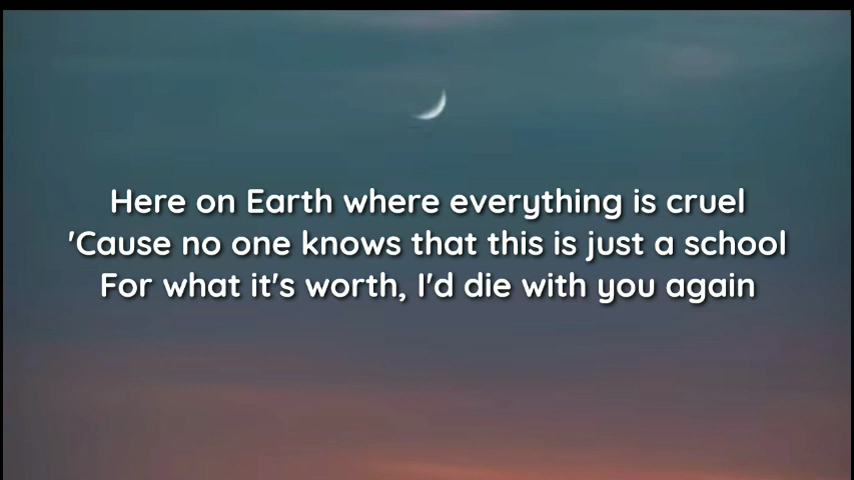 Here on Earth where everything is cruel
'Cause no one knows that this is just a school
For what it's worth, I'd die with you again